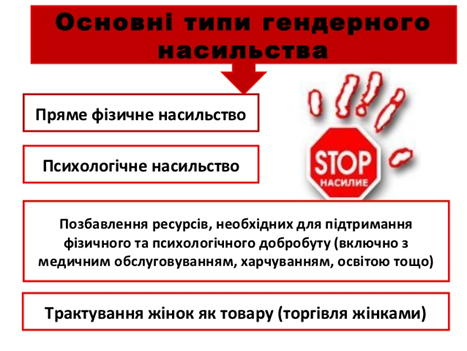 Основні типи гендерного
насильства
Пряме фізичне насильство
Психологічне насильство
STOP
НАСИЛИЕ
Позбавлення ресурсів, необхідних для підтримання
фізичного та психологічного добробуту (включно з
медичним обслуговуванням, харчуванням, освітою тощо)
Трактування жінок як товару (торгівля жінками)